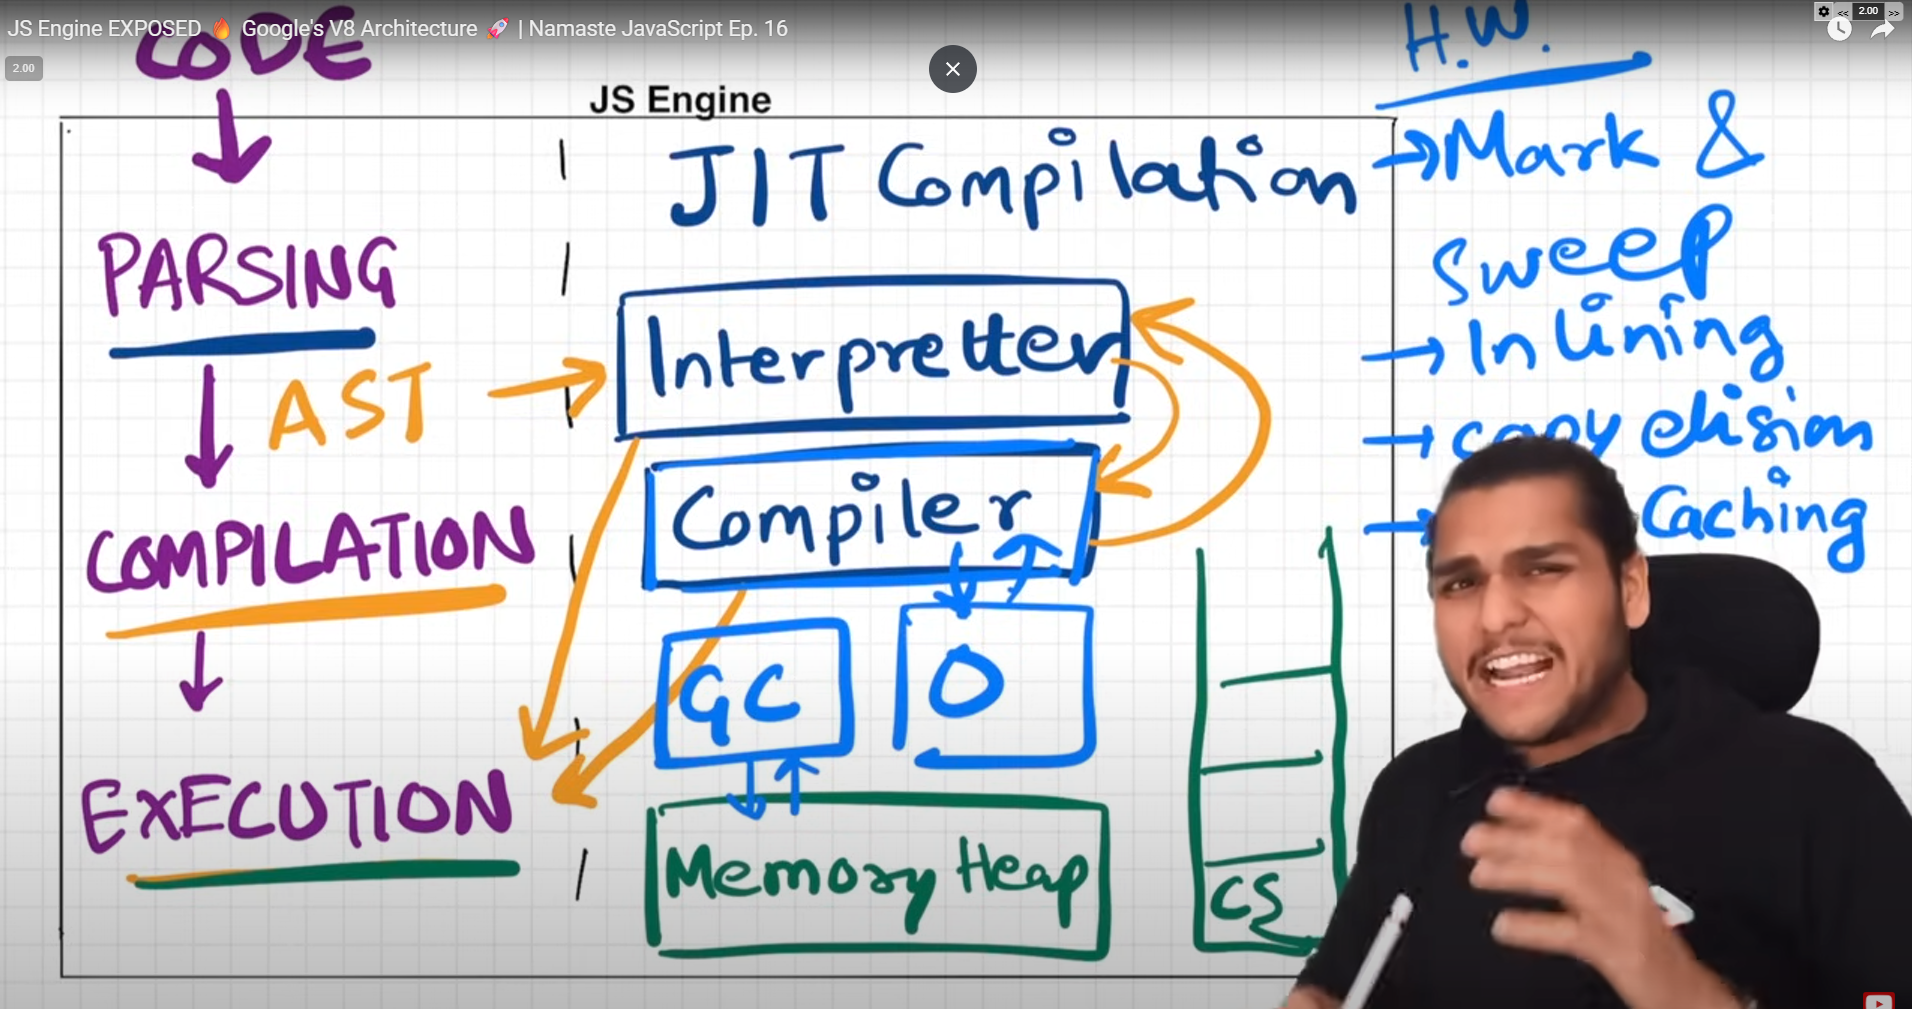 JS Engine EXPOSED 🔥 Google's V8 Architecture 🚀 | Namaste JavaScript Ep. 16
2.00
<< 2.00 >>
CODE
JS Engine
H.W.
JIT Compilation
→ Mark &
Sweep
PARSING
Interpretter
→ Inlining
AST →
→ copy elision
Compiler
→ Caching
COMPILATION
GC
O
EXECUTION
Memory Heap
CS